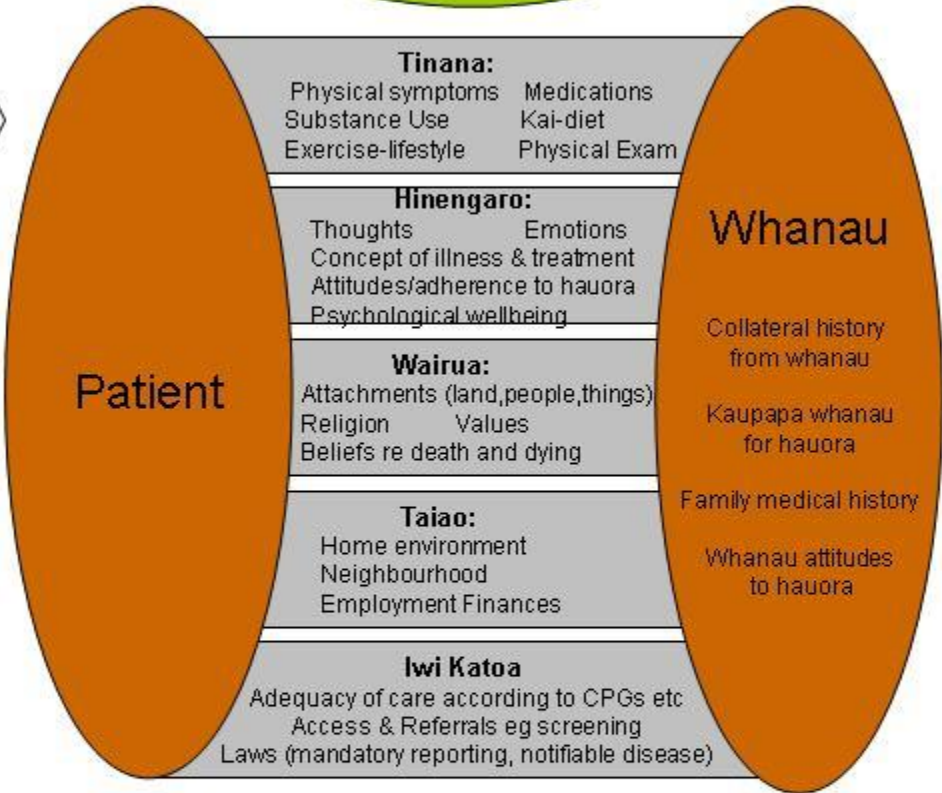 Patient
Tinana:
Physical symptoms Medications
Substance Use Kai-diet
Exercise-lifestyle Physical Exam
Hinengaro:
Thoughts Emotions
Concept of illness & treatment
Attitudes/adherence to hauora
Psychological wellbeing
Wairua:
Attachments (land,people,things)
Religion Values
Beliefs re death and dying
Taiao:
Home environment
Neighbourhood
Employment Finances
Iwi Katoa
Adequacy of care according to CPGs etc
Access & Referrals eg screening
Laws (mandatory reporting, notifiable disease)
Whanau
Collateral history
from whanau
Kaupapa whanau
for hauora
Family medical history
Whanau attitudes
to hauora